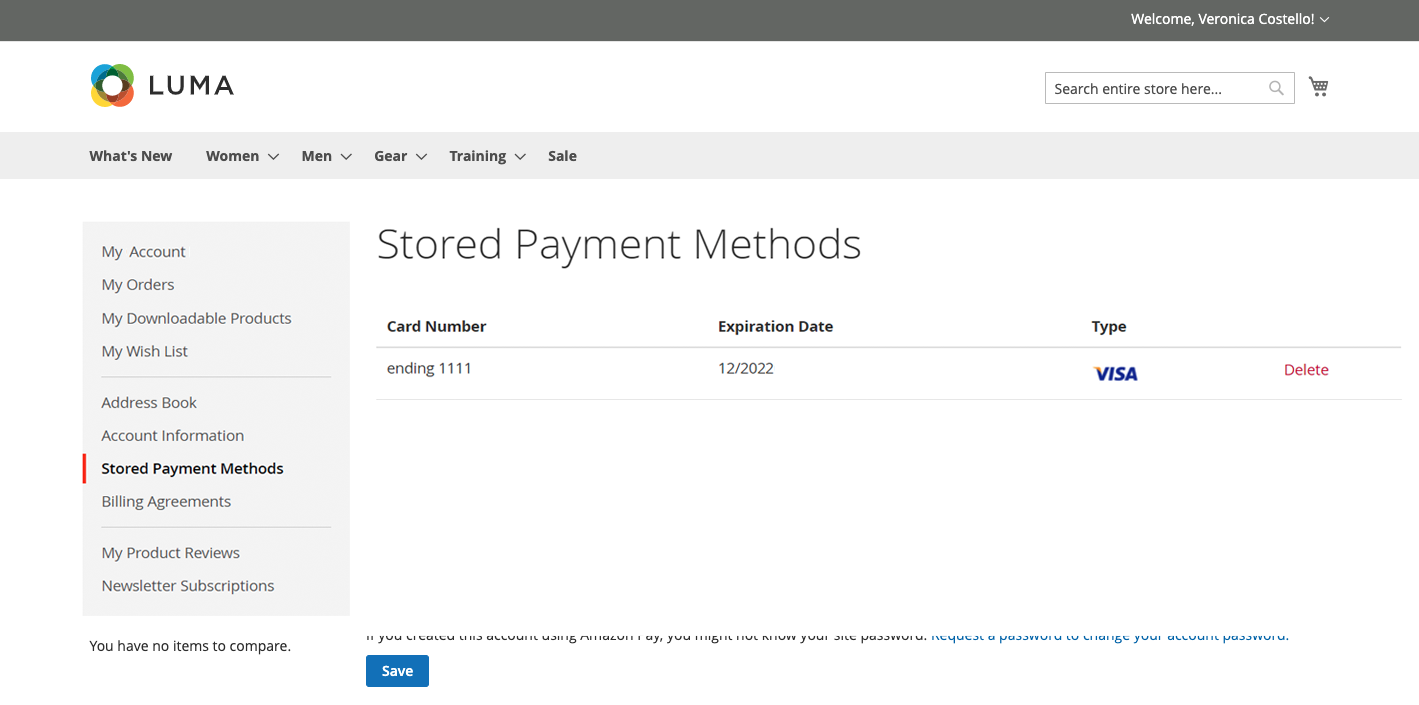 Welcome, Veronica Costello!
LUMA
Search entire store here...
What's New Women Men Gear Training Sale
My Account
My Orders
My Downloadable Products
My Wish List
Address Book
Account Information
Stored Payment Methods
Billing Agreements
My Product Reviews
Newsletter Subscriptions
You have no items to compare.
Stored Payment Methods
Card Number Expiration Date Type
ending 1111 12/2022 VISA Delete
If you created this account using Amazon Pay, you might not know your site password. Request a password to change your account password.
Save